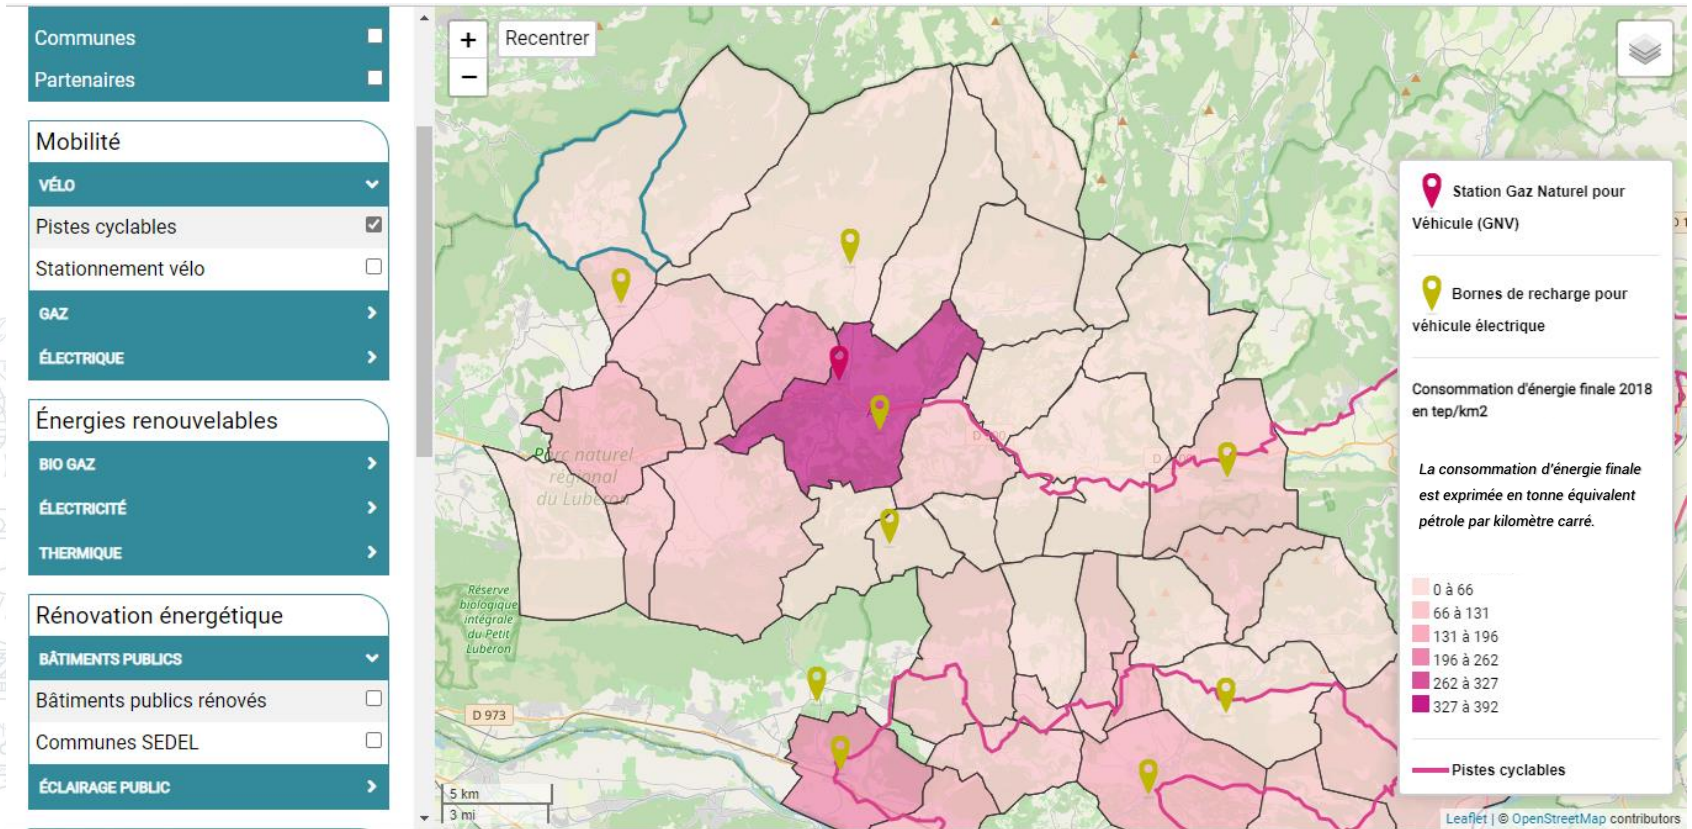 Communes
Partenaires
Mobilité
VÉLO
Pistes cyclables
Stationnement vélo
GAZ
ÉLECTRIQUE
Énergies renouvelables
BIO GAZ
ÉLECTRICITÉ
THERMIQUE
Rénovation énergétique
BÂTIMENTS PUBLICS
Bâtiments publics rénovés
Communes SEDEL
ÉCLAIRAGE PUBLIC
+
−
Recentrer
Parc naturel
régional
du Luberon
Réserve
biologique
intégrale
du Petit
Luberon
D 973
5 km
3 mi
Station Gaz Naturel pour
Véhicule (GNV)
Bornes de recharge pour
véhicule électrique
Consommation d'énergie finale 2018
en tep/km2
La consommation d'énergie finale
est exprimée en tonne équivalent
pétrole par kilomètre carré.
0 à 66
66 à 131
131 à 196
196 à 262
262 à 327
327 à 392
Pistes cyclables
Leaflet | © OpenStreetMap contributors